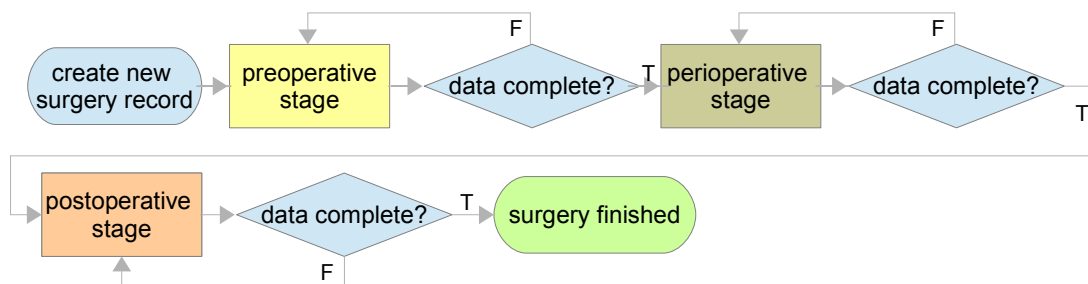 F
F
create new
surgery record
preoperative
stage
data complete?
T
perioperative
stage
data complete?
T
postoperative
stage
data complete?
T
surgery finished
F